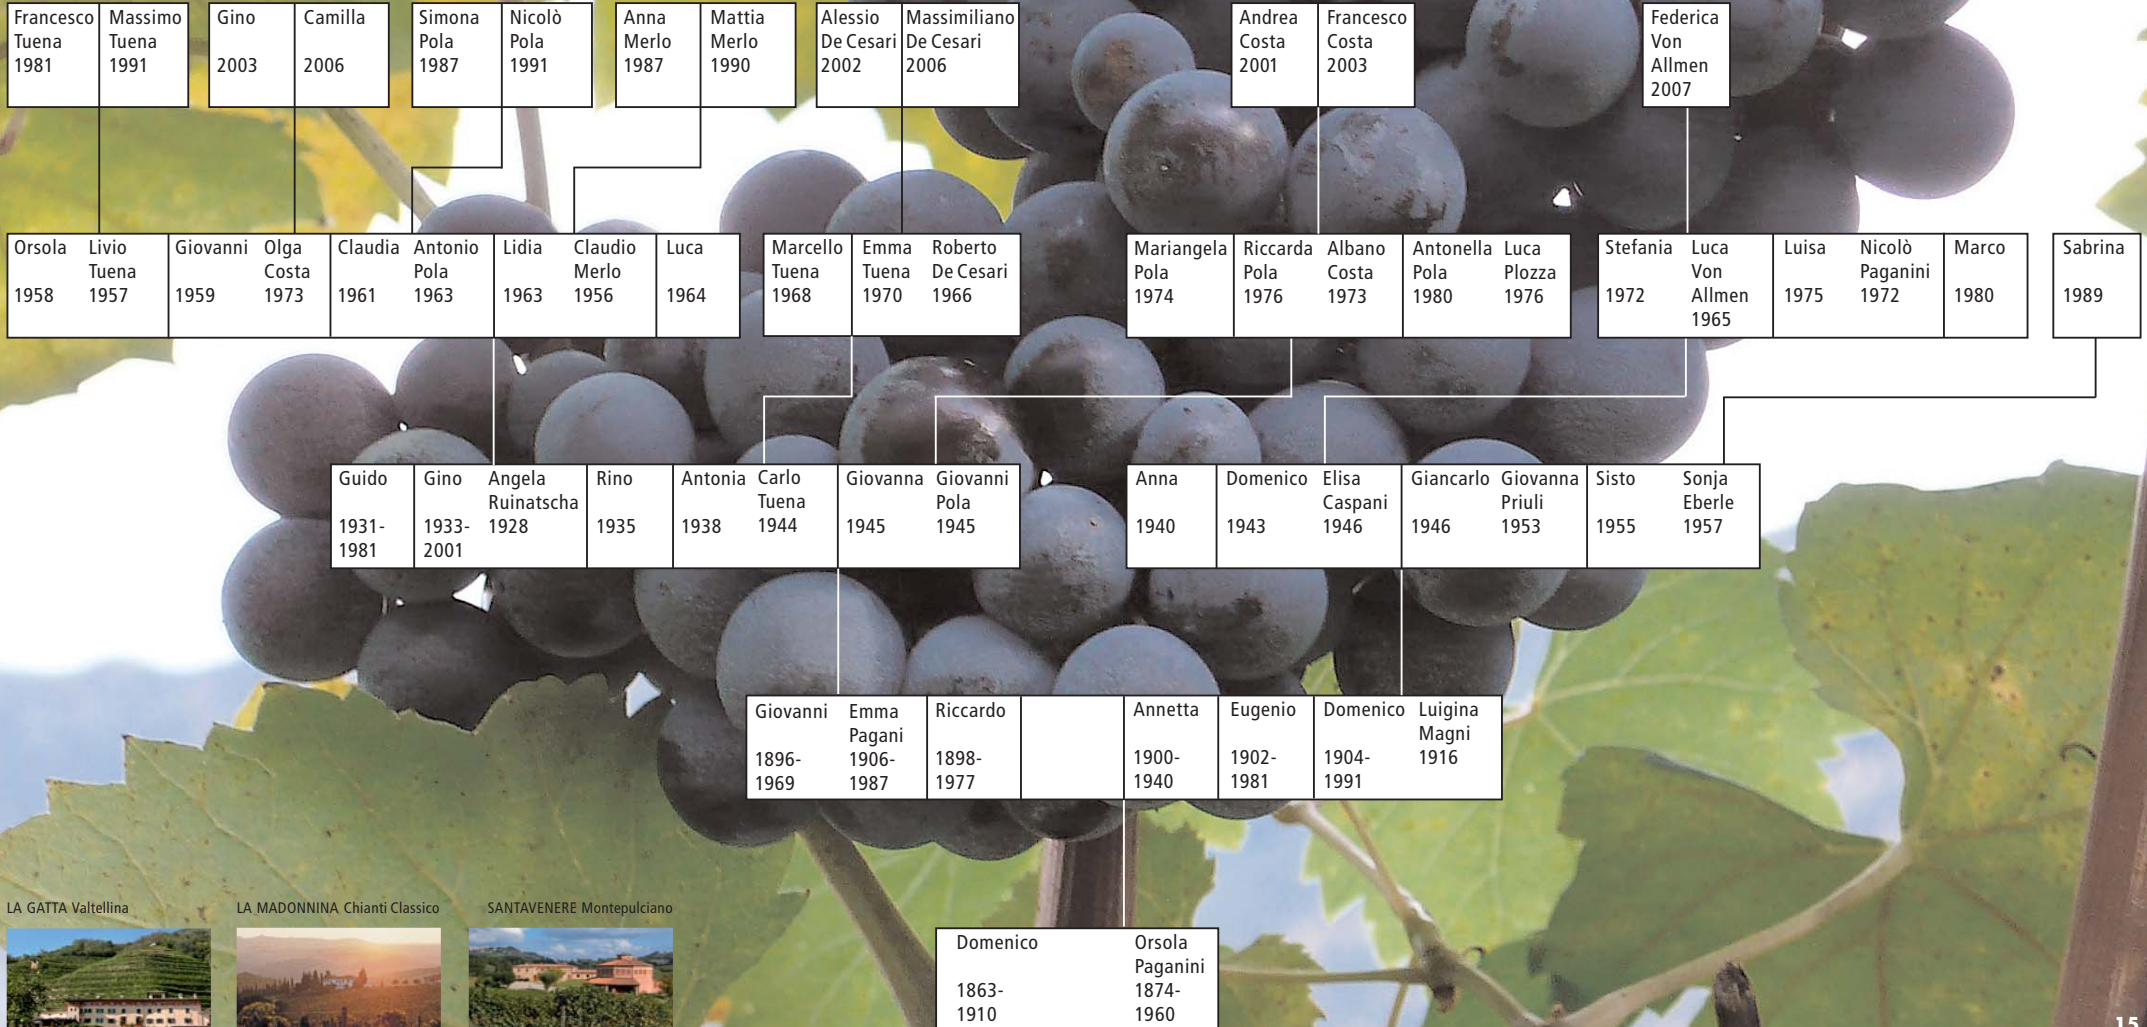 Francesco
Tuena
1981
Massimo
Tuena
1991
Gino
2003
Camilla
2006
Simona
Pola
1987
Nicolò
Pola
1991
Anna
Merlo
1987
Mattia
Merlo
1990
Alessio
De Cesari
2002
Massimiliano
De Cesari
2006
Andrea
Costa
2001
Francesco
Costa
2003
Federica
Von
Allmen
2007
Orsola
1958
Livio
Tuena
1957
Giovanni
1959
Olga
Costa
1973
Claudia
1961
Antonio
Pola
1963
Lidia
1963
Claudio
Merlo
1956
Luca
1964
Marcello
Tuena
1968
Emma
Tuena
1970
Roberto
De Cesari
1966
Mariangela
Pola
1974
Riccarda
Pola
1976
Albano
Costa
1973
Antonella
Pola
1980
Luca
Plozza
1976
Stefania
1972
Luca
Von
Allmen
1965
Luisa
1975
Nicolò
Paganini
1972
Marco
1980
Sabrina
1989
Guido
1931-
1981
Gino
1933-
2001
Angela
Ruinatscha
1928
Rino
1935
Antonia
1938
Carlo
Tuena
1944
Giovanna
1945
Giovanni
Pola
1945
Anna
1940
Domenico
1943
Elisa
Caspani
1946
Giancarlo
1946
Giovanna
Priuli
1953
Sisto
1955
Sonja
Eberle
1957
Giovanni
1896-
1969
Emma
Pagani
1906-
1987
Riccardo
1898-
1977
Annetta
1900-
1940
Eugenio
1902-
1981
Domenico
1904-
1991
Luigina
Magni
1916
LA GATTA Valtellina
LA MADONNINA Chianti Classico
SANTAVENERE Montepulciano
Domenico
1863-
1910
Orsola
Paganini
1874-
1960
15